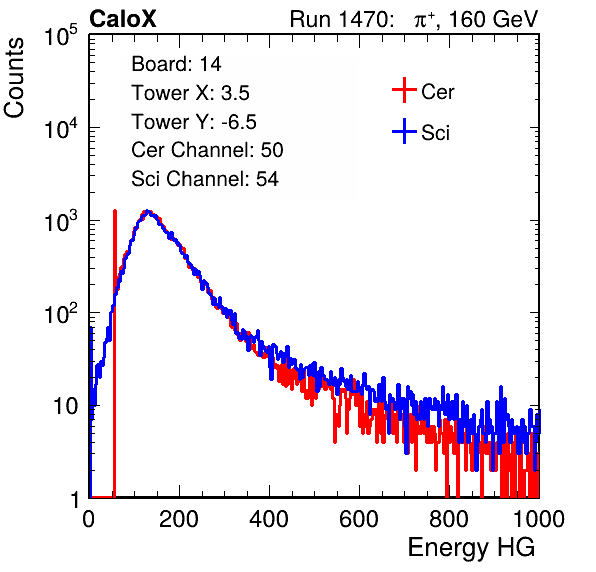 CaloX Run 1470: π⁺, 160 GeV
Counts
10⁵
10⁴
10³
10²
10
1
Board: 14
Tower X: 3.5
Tower Y: -6.5
Cer Channel: 50
Sci Channel: 54
Cer
Sci
0 200 400 600 800 1000
Energy HG